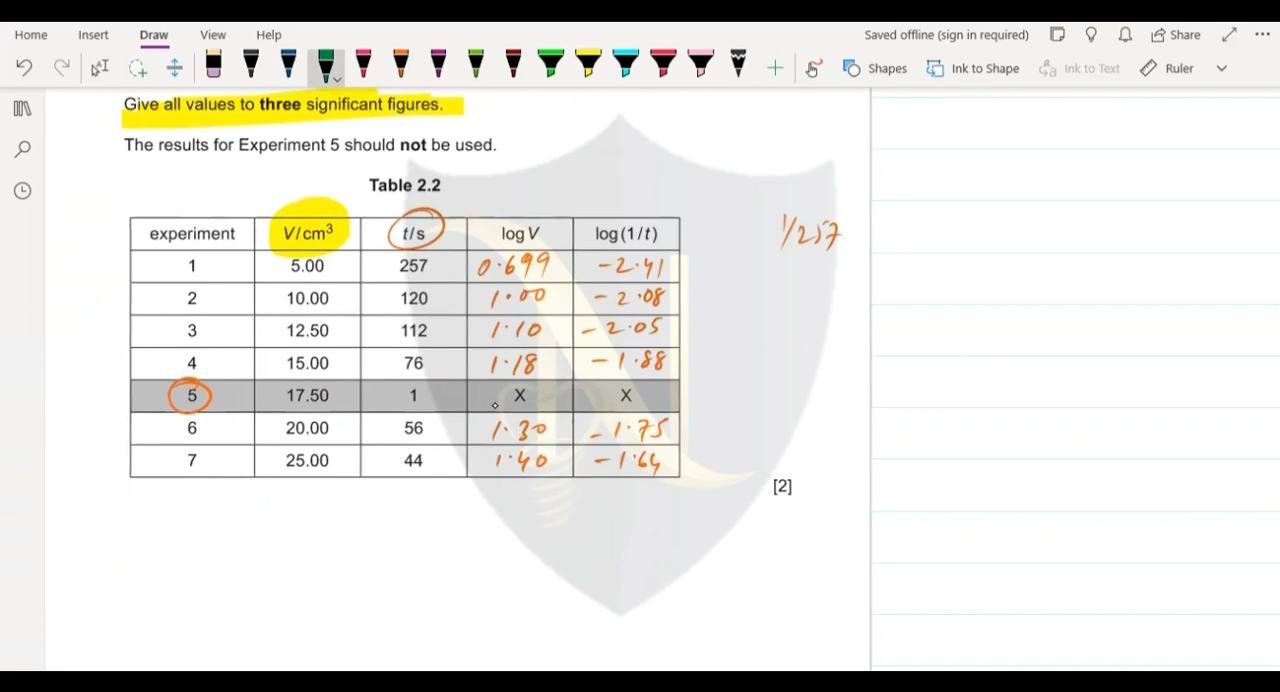 Home Insert Draw View Help Saved offline (sign in required) Share
Shapes Ink to Shape Ink to Text Ruler
Give all values to three significant figures.
The results for Experiment 5 should not be used.
Table 2.2
experiment V/cm³ t/s log V log (1/t) 1/257
1 5.00 257 0.699 -2.41
2 10.00 120 1.00 -2.08
3 12.50 112 1.10 -2.05
4 15.00 76 1.18 -1.88
5 17.50 1 X X
6 20.00 56 1.30 -1.75
7 25.00 44 1.40 -1.64
[2]